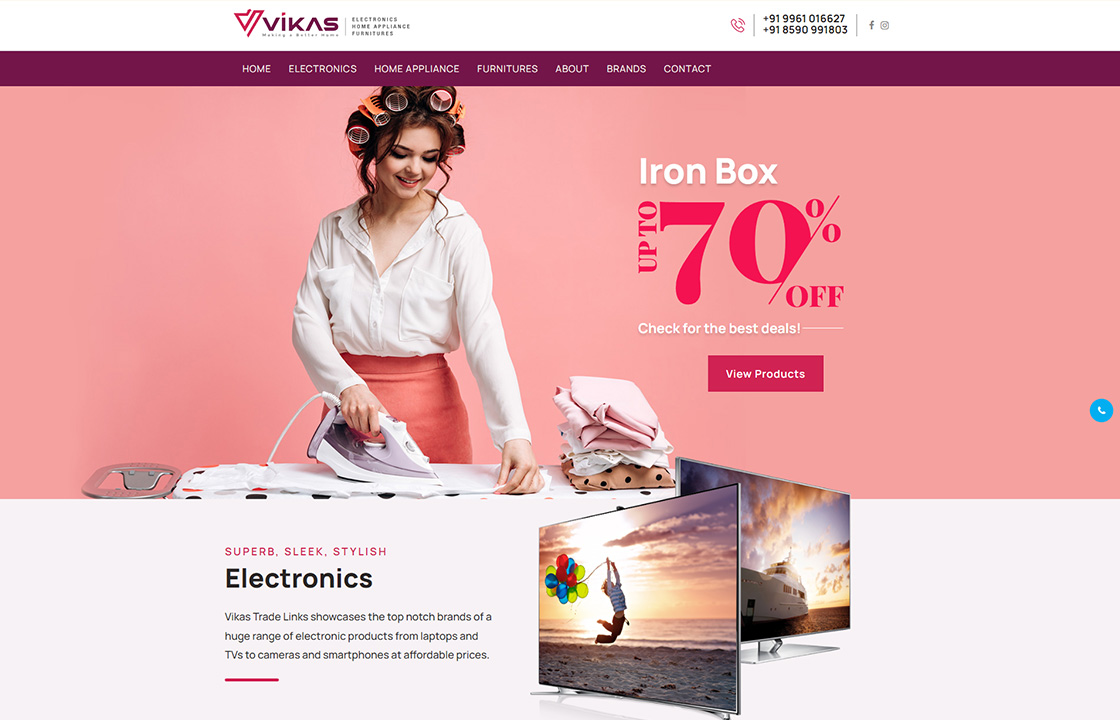 VIKAS
Making a Better Home
ELECTRONICS
HOME APPLIANCE
FURNITURES
+91 9961 016627
+91 8590 991803
HOME ELECTRONICS HOME APPLIANCE FURNITURES ABOUT BRANDS CONTACT
Iron Box
UP TO 70% OFF
Check for the best deals!
View Products
SUPERB, SLEEK, STYLISH
Electronics
Vikas Trade Links showcases the top notch brands of a
huge range of electronic products from laptops and
TVs to cameras and smartphones at affordable prices.